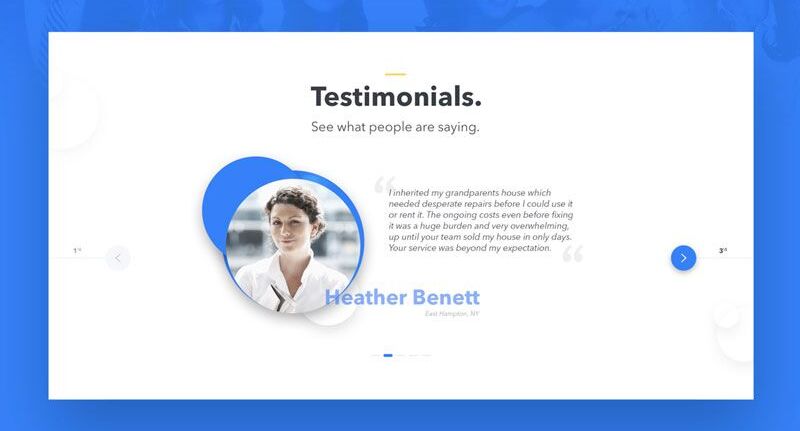 Testimonials.
See what people are saying.
“
I inherited my grandparents house which
needed desperate repairs before I could use it
or rent it. The ongoing costs even before fixing
it was a huge burden and very overwhelming,
up until your team sold my house in only days.
Your service was beyond my expectation.
“
1st
3rd
Heather Benett
East Hampton, NY